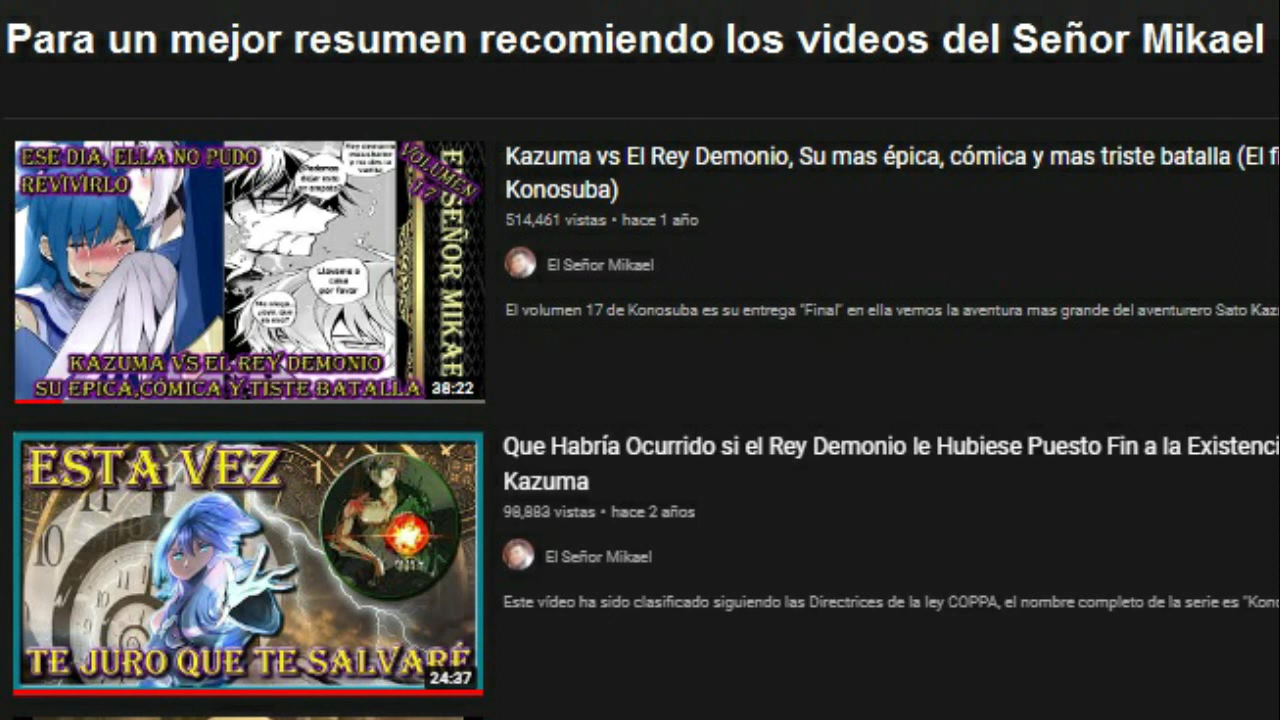 Para un mejor resumen recomiendo los videos del Señor Mikael
ESE DIA, ELLA NO PUDO
REVIVIRLO
VOLUMEN
17
EL SEÑOR MIKAE
Llevame a
casa
por favor
KAZUMA VS EL REY DEMONIO
SU EPICA,COMICA Y TISTE BATALLA
38:22
Kazuma vs El Rey Demonio, Su mas épica, cómica y mas triste batalla (El f
Konosuba)
514,461 vistas • hace 1 año
El Señor Mikael
El volumen 17 de Konosuba es su entrega "Final" en ella vemos la aventura mas grande del aventurero Sato Kaz
ESTA VEZ
TE JURO QUE TE SALVARÉ
24:37
Que Habría Ocurrido si el Rey Demonio le Hubiese Puesto Fin a la Existenci
Kazuma
98,883 vistas • hace 2 años
El Señor Mikael
Este vídeo ha sido clasificado siguiendo las Directrices de la ley COPPA, el nombre completo de la serie es "Kon